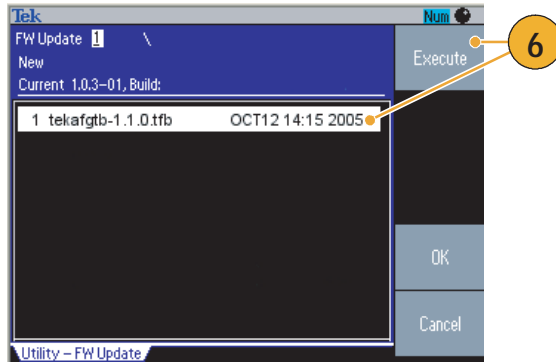 Tek
Num
FW Update 1 \
New
Current 1.0.3-01, Build:
Execute
6
1 tekafgtb-1.1.0.tfb OCT12 14:15 2005
OK
Cancel
Utility - FW Update